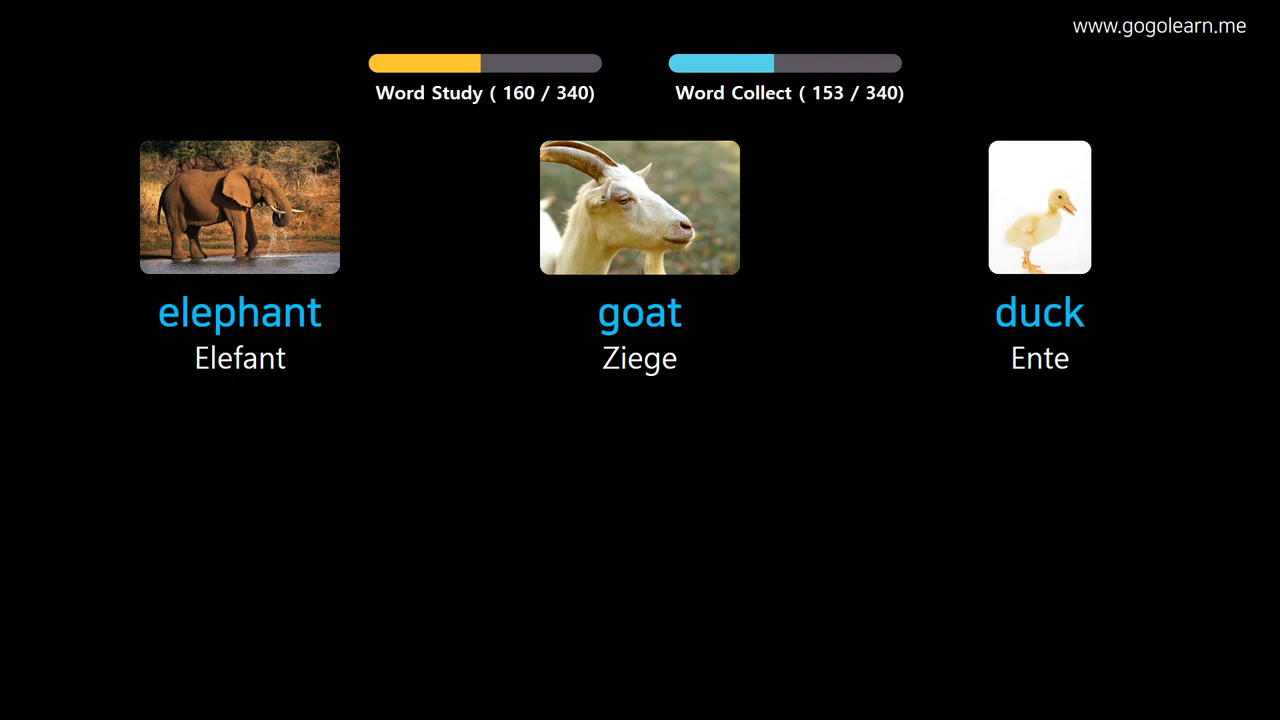 www.gogolearn.me
Word Study ( 160 / 340)
Word Collect ( 153 / 340)
elephant
Elefant
goat
Ziege
duck
Ente